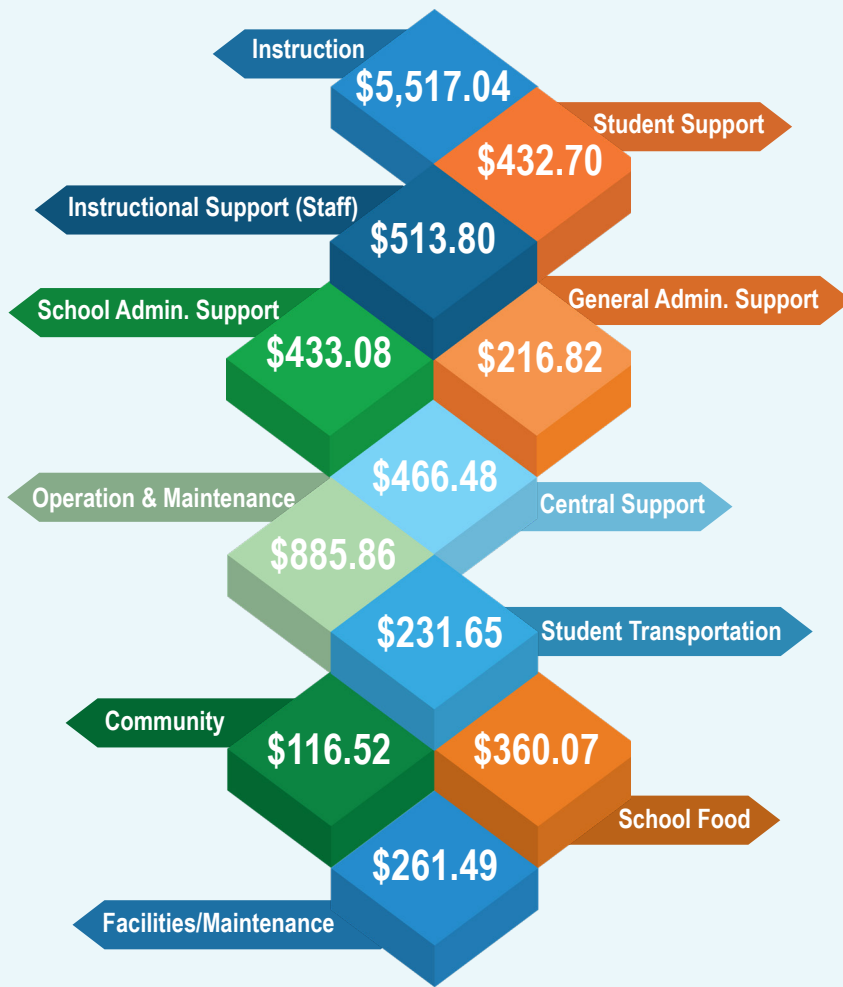 Instruction
$5,517.04
Student Support
$432.70
Instructional Support (Staff)
$513.80
School Admin. Support
$433.08
General Admin. Support
$216.82
$466.48
Central Support
Operation & Maintenance
$885.86
$231.65
Student Transportation
Community
$116.52
$360.07
School Food
$261.49
Facilities/Maintenance